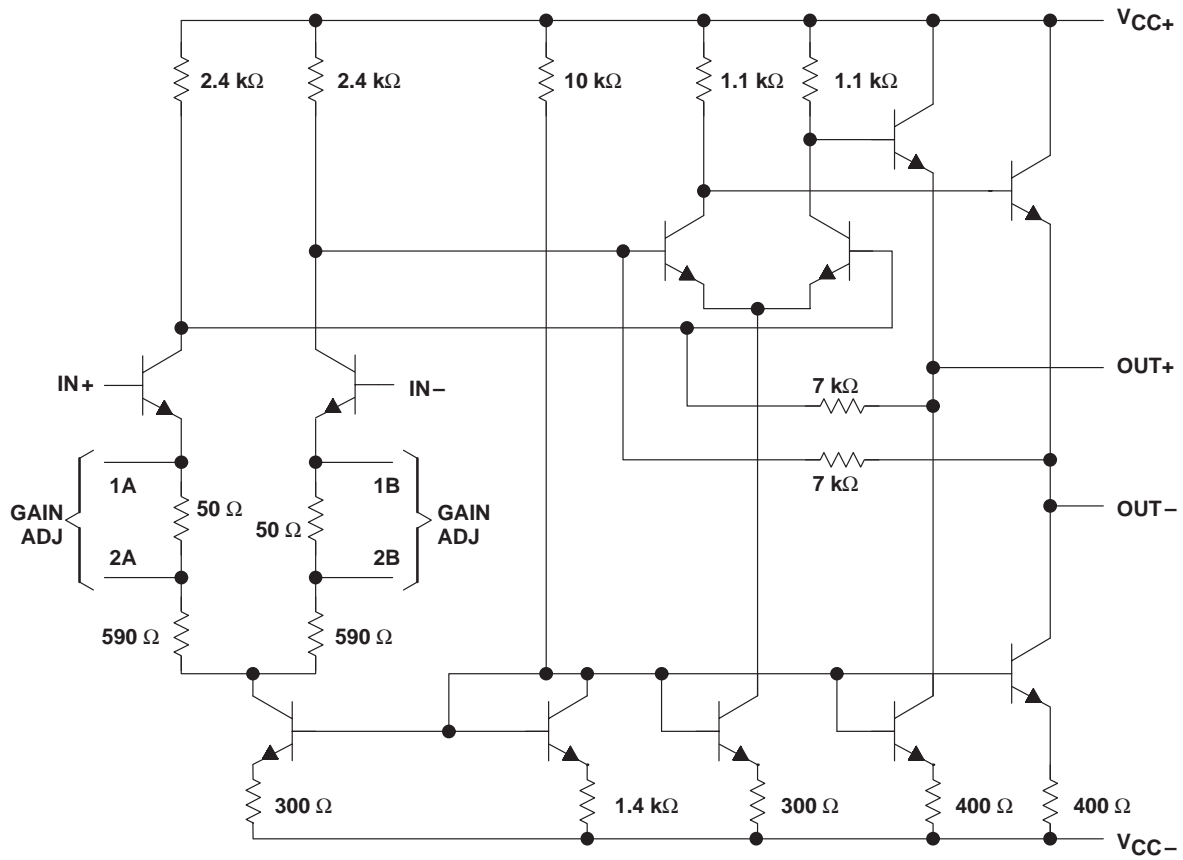 VCC+
2.4 kΩ
2.4 kΩ
10 kΩ
1.1 kΩ
1.1 kΩ
IN+
IN−
OUT+
7 kΩ
1A
1B
GAIN
ADJ
50 Ω
50 Ω
GAIN
ADJ
7 kΩ
OUT−
2A
2B
590 Ω
590 Ω
300 Ω
1.4 kΩ
300 Ω
400 Ω
400 Ω
VCC−